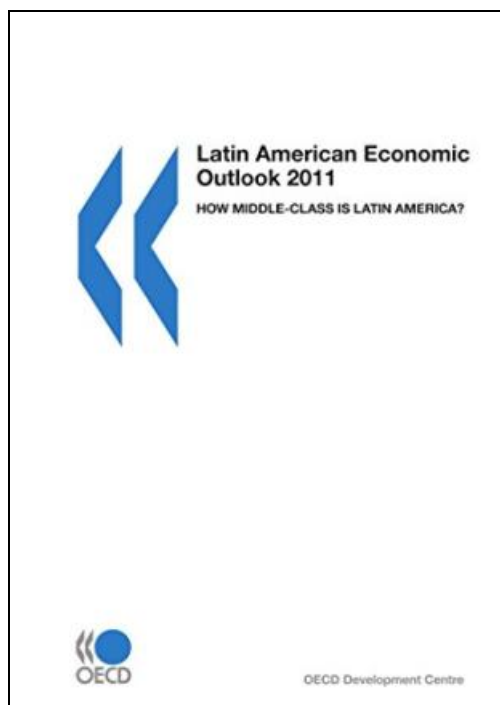 Latin American Economic
Outlook 2011
HOW MIDDLE-CLASS IS LATIN AMERICA?
OECD
OECD Development Centre